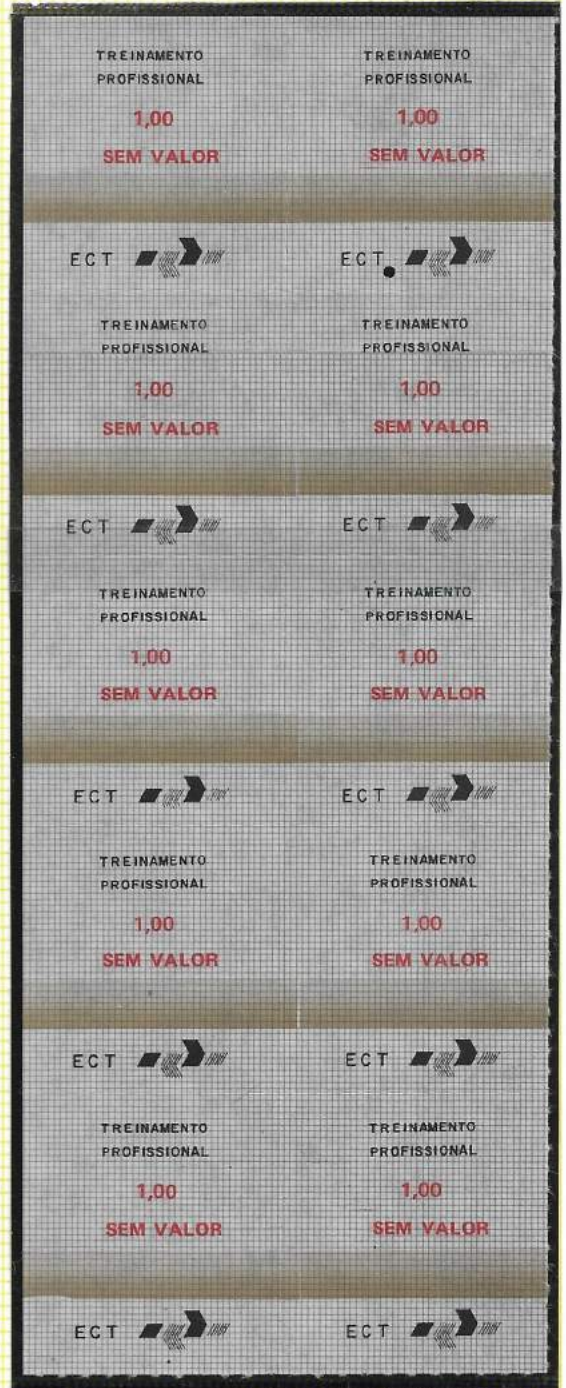 TREINAMENTO TREINAMENTO
PROFISSIONAL PROFISSIONAL
1,00 1,00
SEM VALOR SEM VALOR
ECT ECT
TREINAMENTO TREINAMENTO
PROFISSIONAL PROFISSIONAL
1,00 1,00
SEM VALOR SEM VALOR
ECT ECT
TREINAMENTO TREINAMENTO
PROFISSIONAL PROFISSIONAL
1,00 1,00
SEM VALOR SEM VALOR
ECT ECT
TREINAMENTO TREINAMENTO
PROFISSIONAL PROFISSIONAL
1,00 1,00
SEM VALOR SEM VALOR
ECT ECT
TREINAMENTO TREINAMENTO
PROFISSIONAL PROFISSIONAL
1,00 1,00
SEM VALOR SEM VALOR
ECT ECT